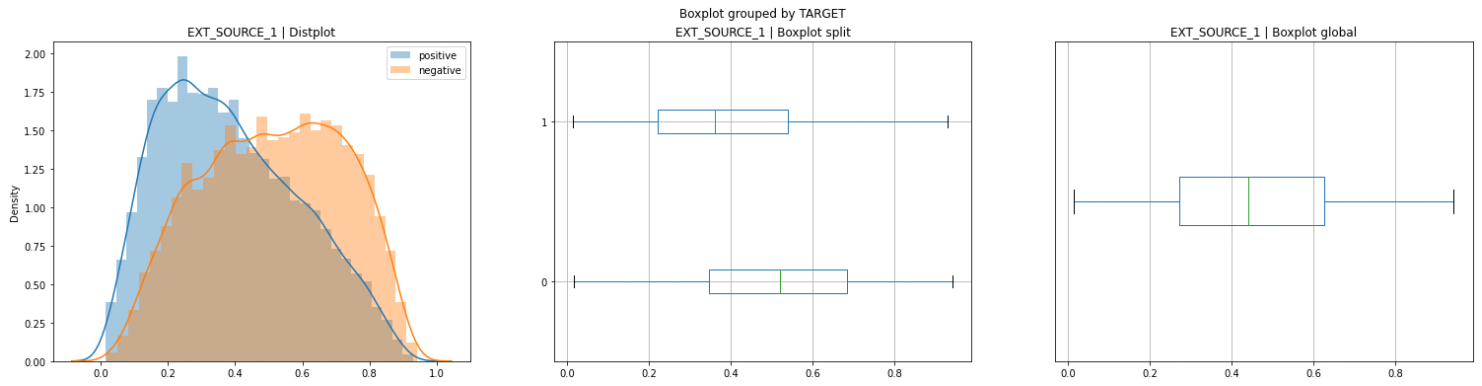 Boxplot grouped by TARGET
EXT_SOURCE_1 | Distplot
positive
negative
2.00
1.75
1.50
1.25
1.00
0.75
0.50
0.25
0.00
Density
0.0 0.2 0.4 0.6 0.8 1.0
EXT_SOURCE_1 | Boxplot split
1
0
0.0 0.2 0.4 0.6 0.8
EXT_SOURCE_1 | Boxplot global
0.0 0.2 0.4 0.6 0.8